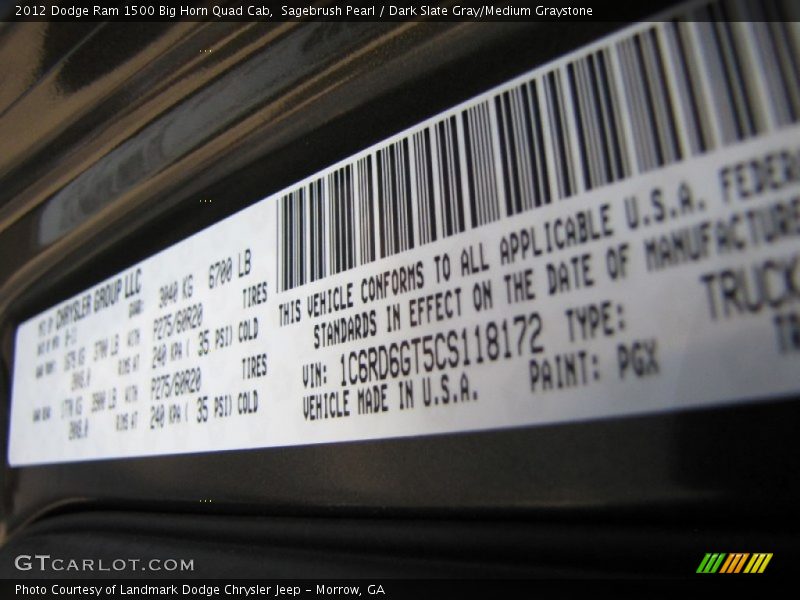 2012 Dodge Ram 1500 Big Horn Quad Cab,  Sagebrush Pearl / Dark Slate Gray/Medium Graystone
CHRYSLER GROUP LLC
3040 KG 6700 LB
P275/60R20 TIRES
240 KPA ( 35 PSI) COLD
P275/60R20 TIRES
240 KPA ( 35 PSI) COLD
THIS VEHICLE CONFORMS TO ALL APPLICABLE U.S.A. FEDERA
STANDARDS IN EFFECT ON THE DATE OF MANUFACTURE
VIN: 1C6RD6GT5CS118172 TYPE: TRUCK
VEHICLE MADE IN U.S.A. PAINT: PGX
GTCARLOT.COM
Photo Courtesy of Landmark Dodge Chrysler Jeep - Morrow, GA